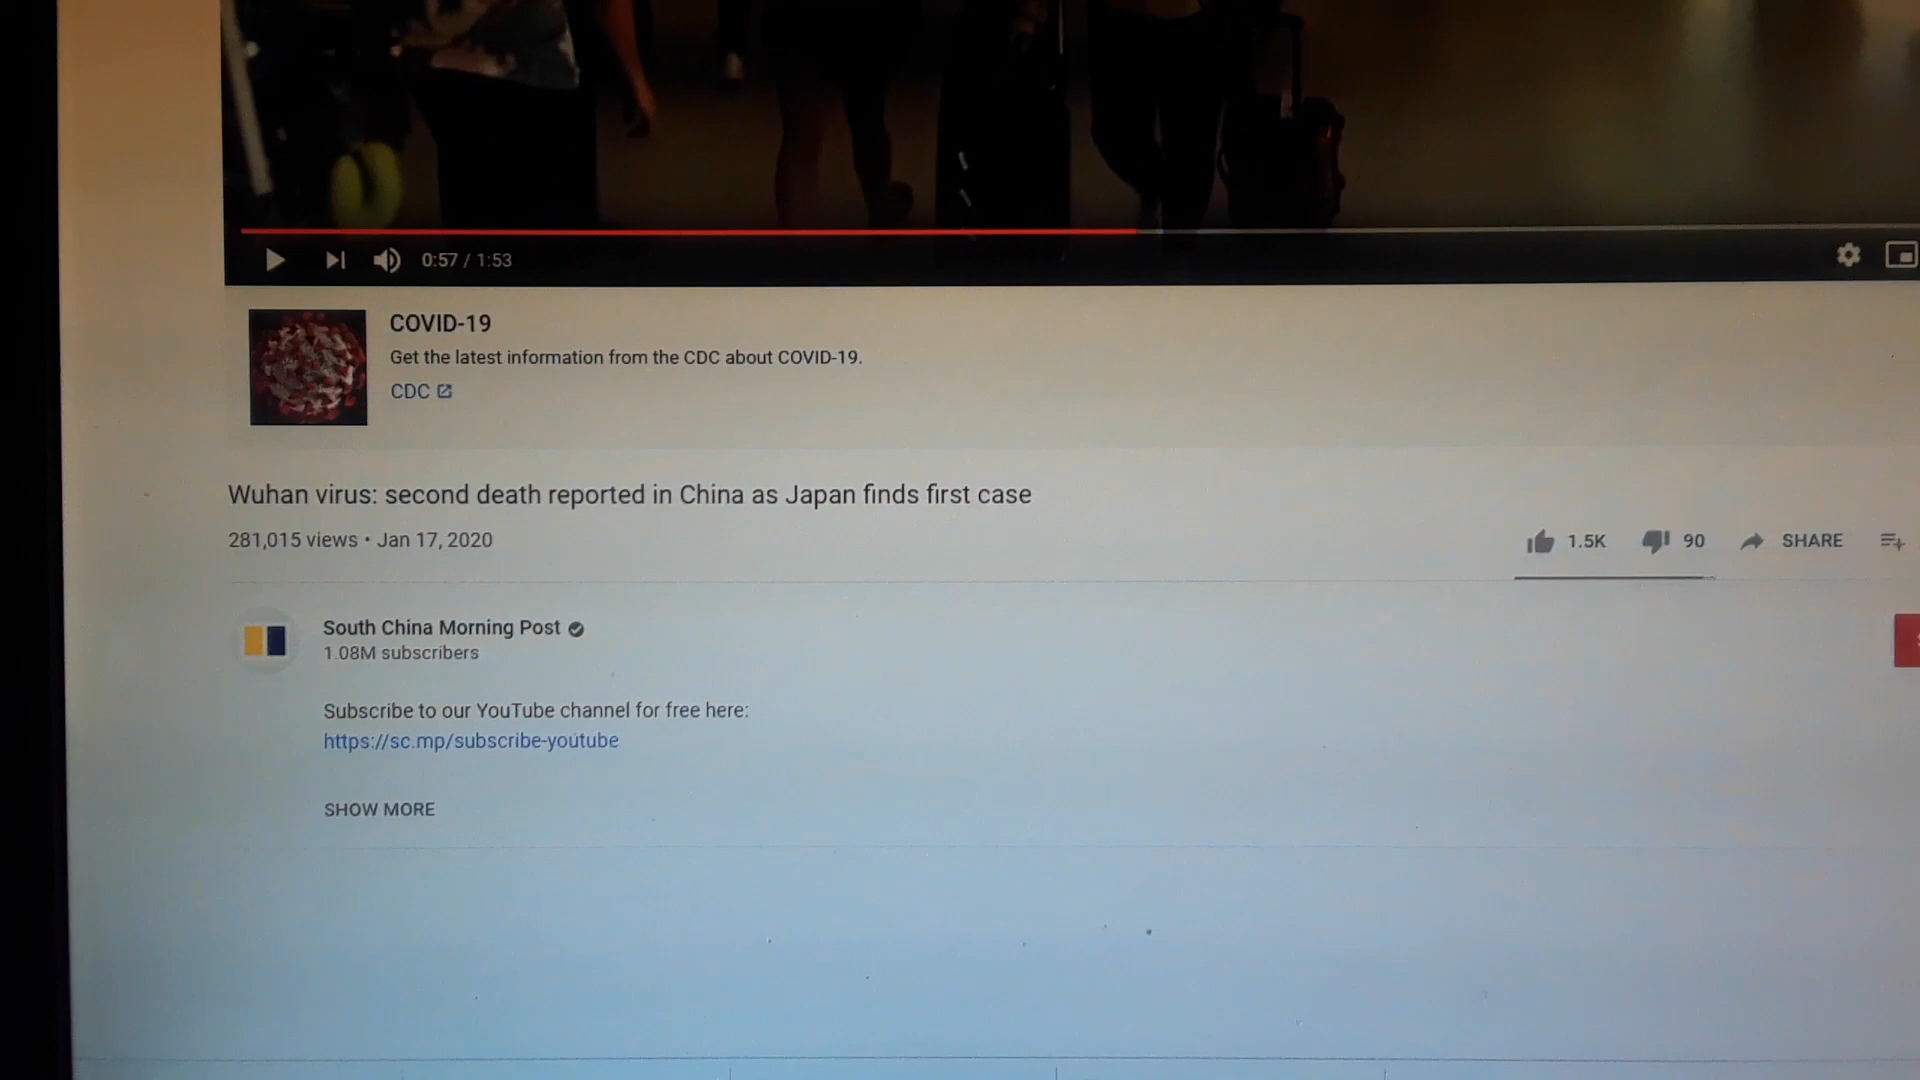 0:57 / 1:53
COVID-19
Get the latest information from the CDC about COVID-19.
CDC
Wuhan virus: second death reported in China as Japan finds first case
281,015 views • Jan 17, 2020
1.5K 90 SHARE
South China Morning Post
1.08M subscribers
Subscribe to our YouTube channel for free here:
https://sc.mp/subscribe-youtube
SHOW MORE